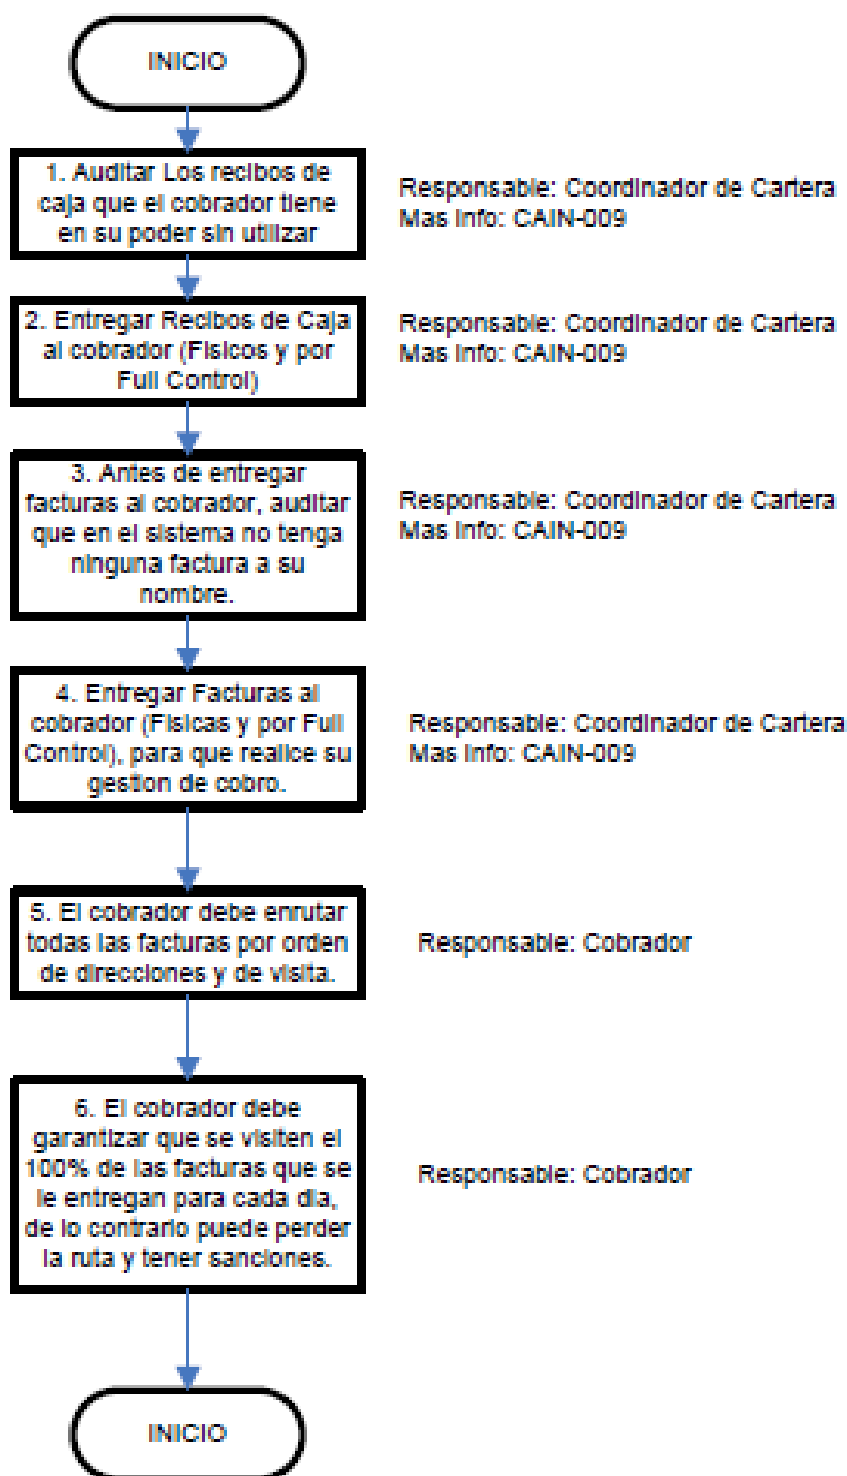 INICIO
1. Auditar Los recibos de
caja que el cobrador tiene
en su poder sin utilizar
Responsable: Coordinador de Cartera
Mas Info: CAIN-009
2. Entregar Recibos de Caja
al cobrador (Fisicos y por
Full Control)
Responsable: Coordinador de Cartera
Mas Info: CAIN-009
3. Antes de entregar
facturas al cobrador, auditar
que en el sistema no tenga
ninguna factura a su
nombre.
Responsable: Coordinador de Cartera
Mas Info: CAIN-009
4. Entregar Facturas al
cobrador (Fisicas y por Full
Control), para que realice su
gestion de cobro.
Responsable: Coordinador de Cartera
Mas Info: CAIN-009
5. El cobrador debe enrutar
todas las facturas por orden
de direcciones y de visita.
Responsable: Cobrador
6. El cobrador debe
garantizar que se visiten el
100% de las facturas que se
le entregan para cada dia,
de lo contrario puede perder
la ruta y tener sanciones.
Responsable: Cobrador
INICIO